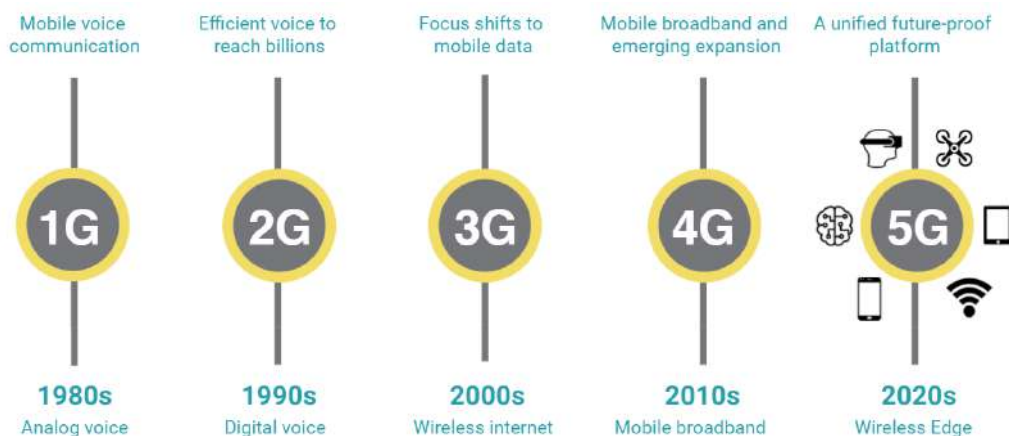 Mobile voice
communication
Efficient voice to
reach billions
Focus shifts to
mobile data
Mobile broadband and
emerging expansion
A unified future-proof
platform
1G
2G
3G
4G
5G
1980s
Analog voice
1990s
Digital voice
2000s
Wireless internet
2010s
Mobile broadband
2020s
Wireless Edge